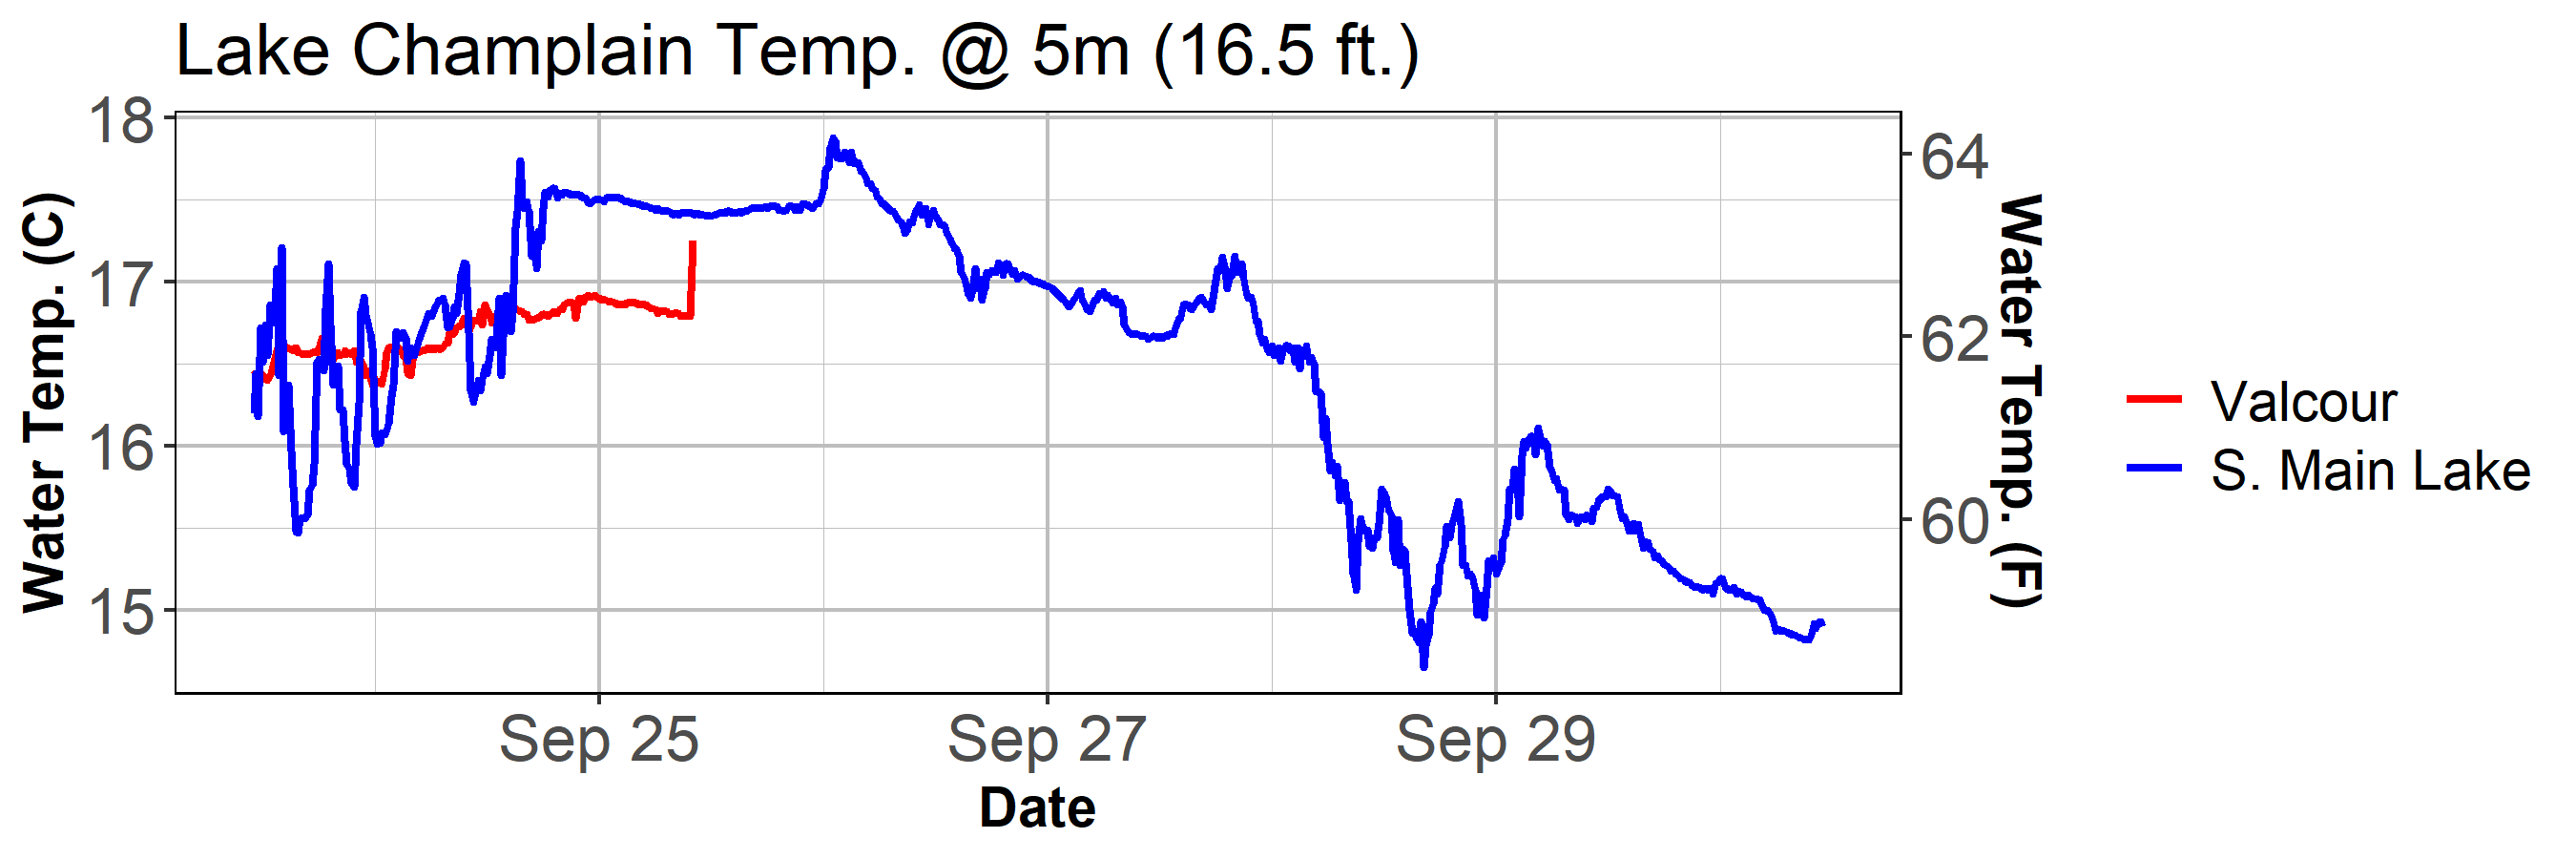 Lake Champlain Temp. @ 5m (16.5 ft.)
Water Temp. (C)
18
17
16
15
64
62
60
Water Temp. (F)
Sep 25
Sep 27
Sep 29
Date
Valcour
S. Main Lake